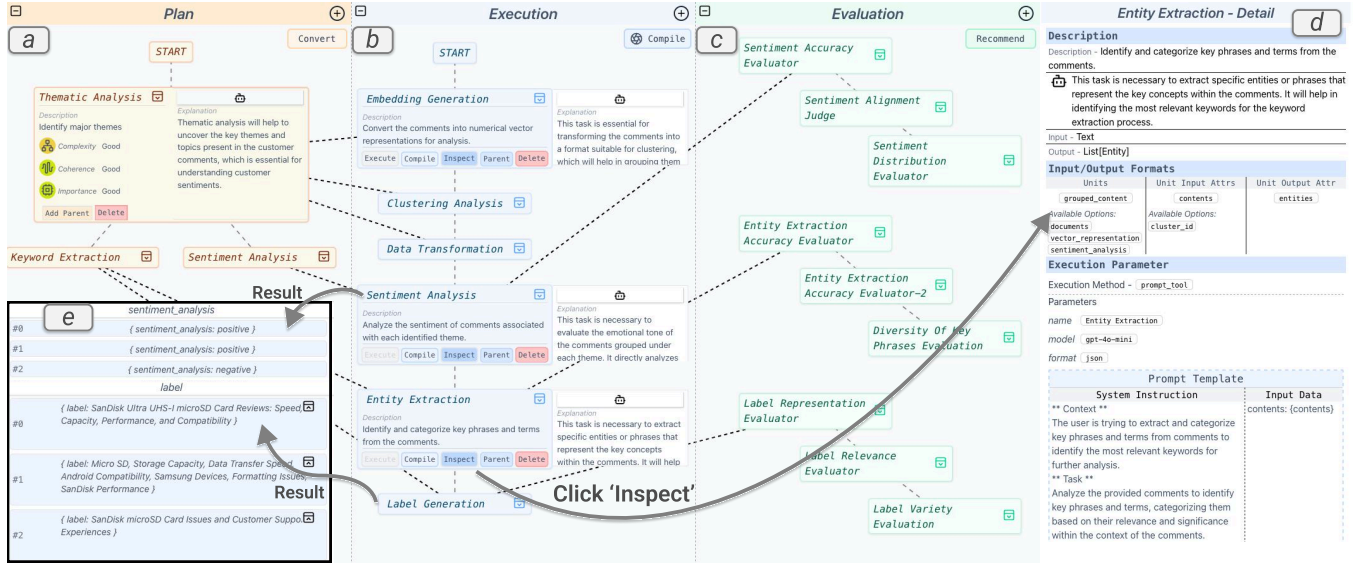 Plan
a
Convert
START
Thematic Analysis
Description
Identify major themes
Complexity Good
Coherence Good
Importance Good
Add Parent Delete
Explanation
Thematic analysis will help to
uncover the key themes and
topics present in the customer
comments, which is essential for
understanding customer
sentiments.
Keyword Extraction
Sentiment Analysis
Result
e
sentiment_analysis
#0 { sentiment_analysis: positive }
#1 { sentiment_analysis: positive }
#2 { sentiment_analysis: negative }
label
#0
{ label: SanDisk Ultra UHS-I microSD Card Reviews: Speed,
Capacity, Performance, and Compatibility }
#1
{ label: Micro SD, Storage Capacity, Data Transfer Speed,
Android Compatibility, Samsung Devices, Formatting Issues,
SanDisk Performance }
Result
#2
{ label: SanDisk microSD Card Issues and Customer Suppo
Experiences }
Execution
b
Compile
START
Embedding Generation
Description
Convert the comments into numerical vector
representations for analysis.
Execute Compile Inspect Parent Delete
Explanation
This task is essential for
transforming the comments into
a format suitable for clustering,
which will help in grouping them
Clustering Analysis
Data Transformation
Sentiment Analysis
Description
Analyze the sentiment of comments associated
with each identified theme.
Execute Compile Inspect Parent Delete
Explanation
This task is necessary to
evaluate the emotional tone of
the comments grouped under
each theme. It directly analyzes
Entity Extraction
Description
Identify and categorize key phrases and terms
from the comments.
Execute Compile Inspect Parent Delete
Explanation
This task is necessary to extract
specific entities or phrases that
represent the key concepts
within the comments. It will help
Click 'Inspect'
Label Generation
Evaluation
c
Recommend
Sentiment Accuracy
Evaluator
Sentiment Alignment
Judge
Sentiment
Distribution
Evaluator
Entity Extraction
Accuracy Evaluator
Entity Extraction
Accuracy Evaluator-2
Diversity Of Key
Phrases Evaluation
Label Representation
Evaluator
Label Relevance
Evaluator
Label Variety
Evaluation
Entity Extraction - Detail
d
Description
Description - Identify and categorize key phrases and terms from the
comments.
This task is necessary to extract specific entities or phrases that
represent the key concepts within the comments. It will help in
identifying the most relevant keywords for the keyword
extraction process.
Input - Text
Output - List[Entity]
Input/Output Formats
Units Unit Input Attrs Unit Output Attr
grouped_content contents entities
Available Options: Available Options:
documents cluster_id
vector_representation
sentiment_analysis
Execution Parameter
Execution Method - prompt_tool
Parameters
name Entity Extraction
model gpt-4o-mini
format json
Prompt Template
System Instruction Input Data
** Context ** contents: {contents}
The user is trying to extract and categorize
key phrases and terms from comments to
identify the most relevant keywords for
further analysis.
** Task **
Analyze the provided comments to identify
key phrases and terms, categorizing them
based on their relevance and significance
within the context of the comments.